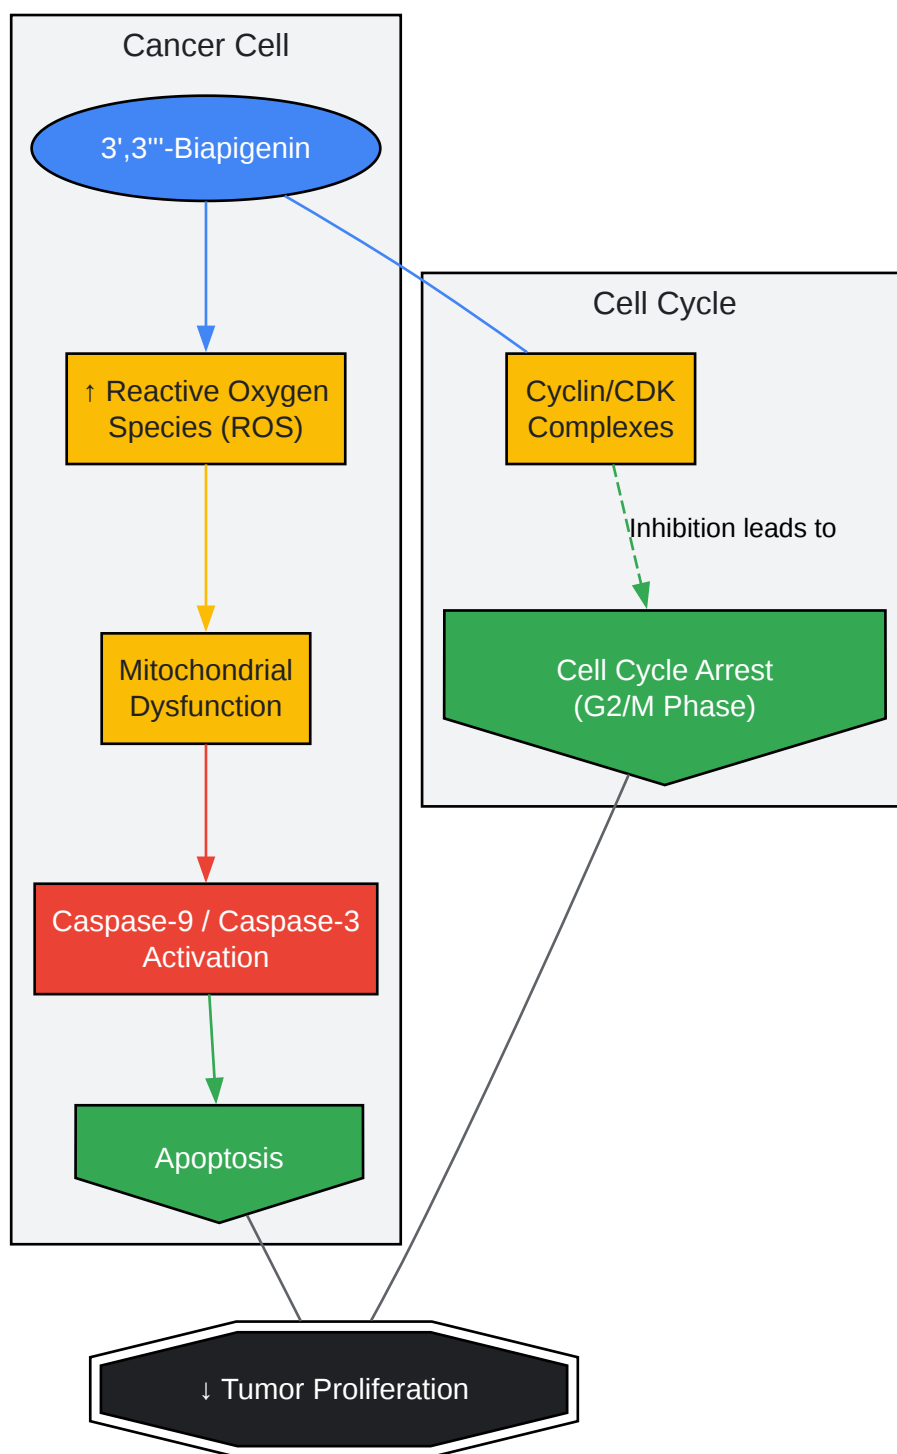 Cancer Cell
3',3'''-Biapigenin
Cell Cycle
↑ Reactive Oxygen
Species (ROS)
Cyclin/CDK
Complexes
Inhibition leads to
Mitochondrial
Dysfunction
Cell Cycle Arrest
(G2/M Phase)
Caspase-9 / Caspase-3
Activation
Apoptosis
↓ Tumor Proliferation